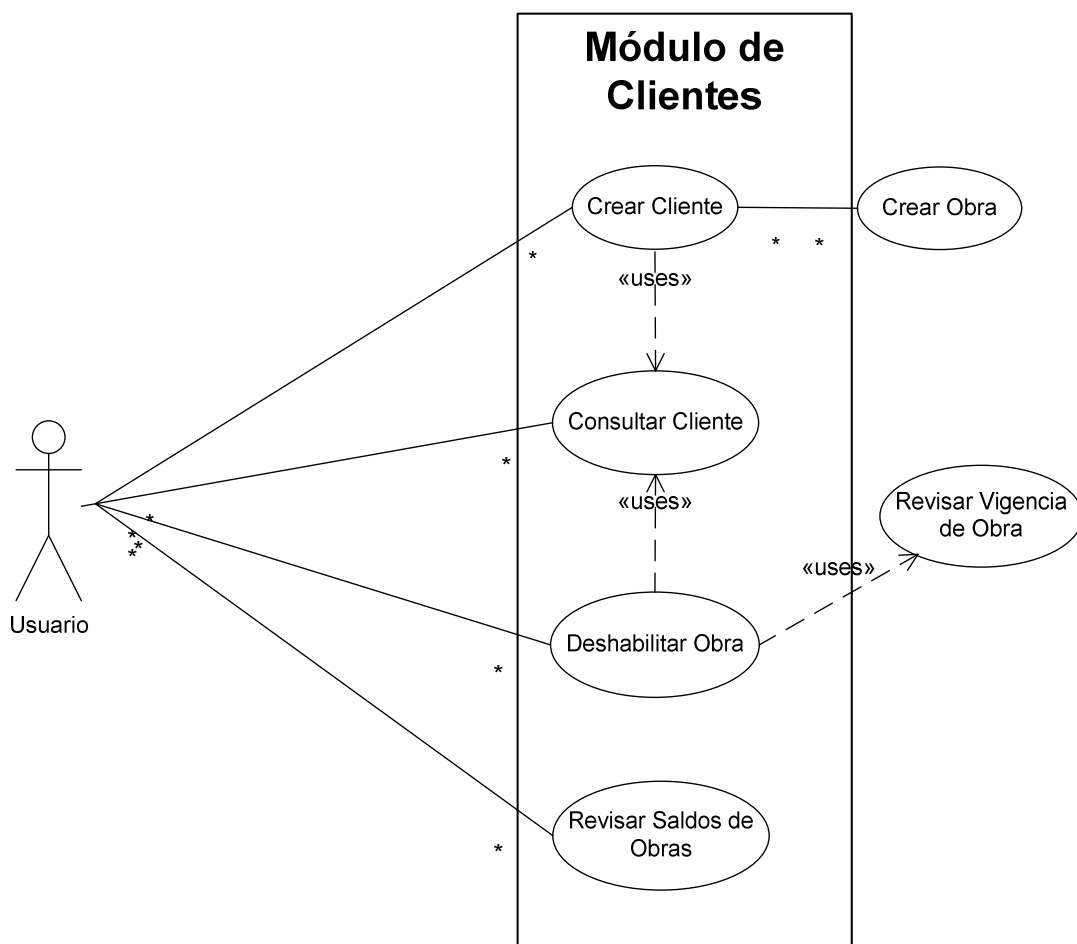 Módulo de
Clientes
Crear Cliente
Crear Obra
*
* *
«uses»
Consultar Cliente
*
«uses»
Revisar Vigencia
de Obra
*
*
*
*
«uses»
Usuario
Deshabilitar Obra
*
Revisar Saldos de
Obras
*